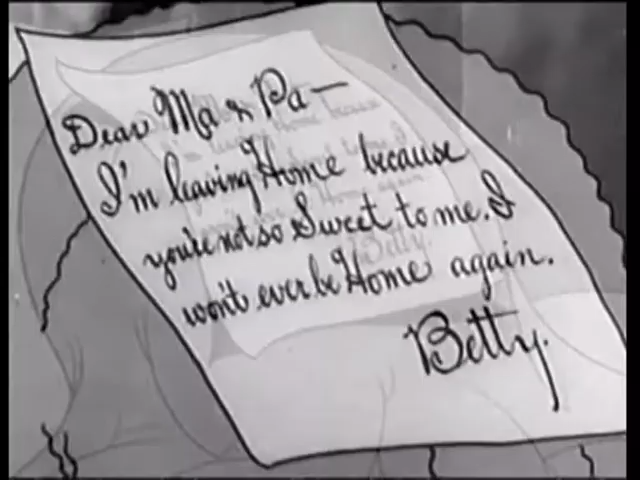 Dear Ma & Pa—
I'm leaving Home because
you're not so Sweet to me. I
won't ever be Home again.
Betty.